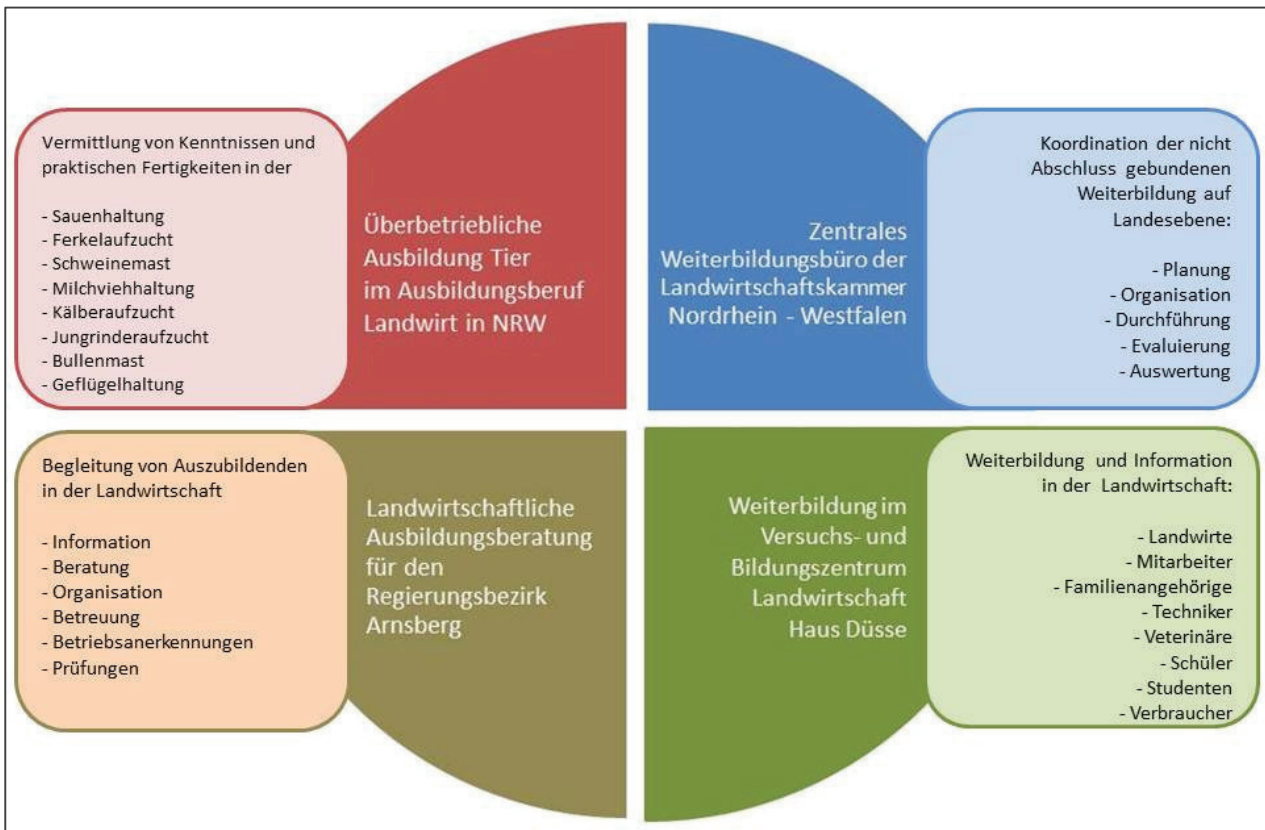 Vermittlung von Kenntnissen und
praktischen Fertigkeiten in der
- Sauenhaltung
- Ferkelaufzucht
- Schweinemast
- Milchviehhaltung
- Kälberaufzucht
- Jungrinderaufzucht
- Bullenmast
- Geflügelhaltung
Überbetriebliche
Ausbildung Tier
im Ausbildungsberuf
Landwirt in NRW
Zentrales
Weiterbildungsbüro der
Landwirtschaftskammer
Nordrhein - Westfalen
Koordination der nicht
Abschluss gebundenen
Weiterbildung auf
Landesebene:
- Planung
- Organisation
- Durchführung
- Evaluierung
- Auswertung
Begleitung von Auszubildenden
in der Landwirtschaft
- Information
- Beratung
- Organisation
- Betreuung
- Betriebsanerkennungen
- Prüfungen
Landwirtschaftliche
Ausbildungsberatung
für den
Regierungsbezirk
Arnsberg
Weiterbildung im
Versuchs- und
Bildungszentrum
Landwirtschaft
Haus Düsse
Weiterbildung und Information
in der Landwirtschaft:
- Landwirte
- Mitarbeiter
- Familienangehörige
- Techniker
- Veterinäre
- Schüler
- Studenten
- Verbraucher